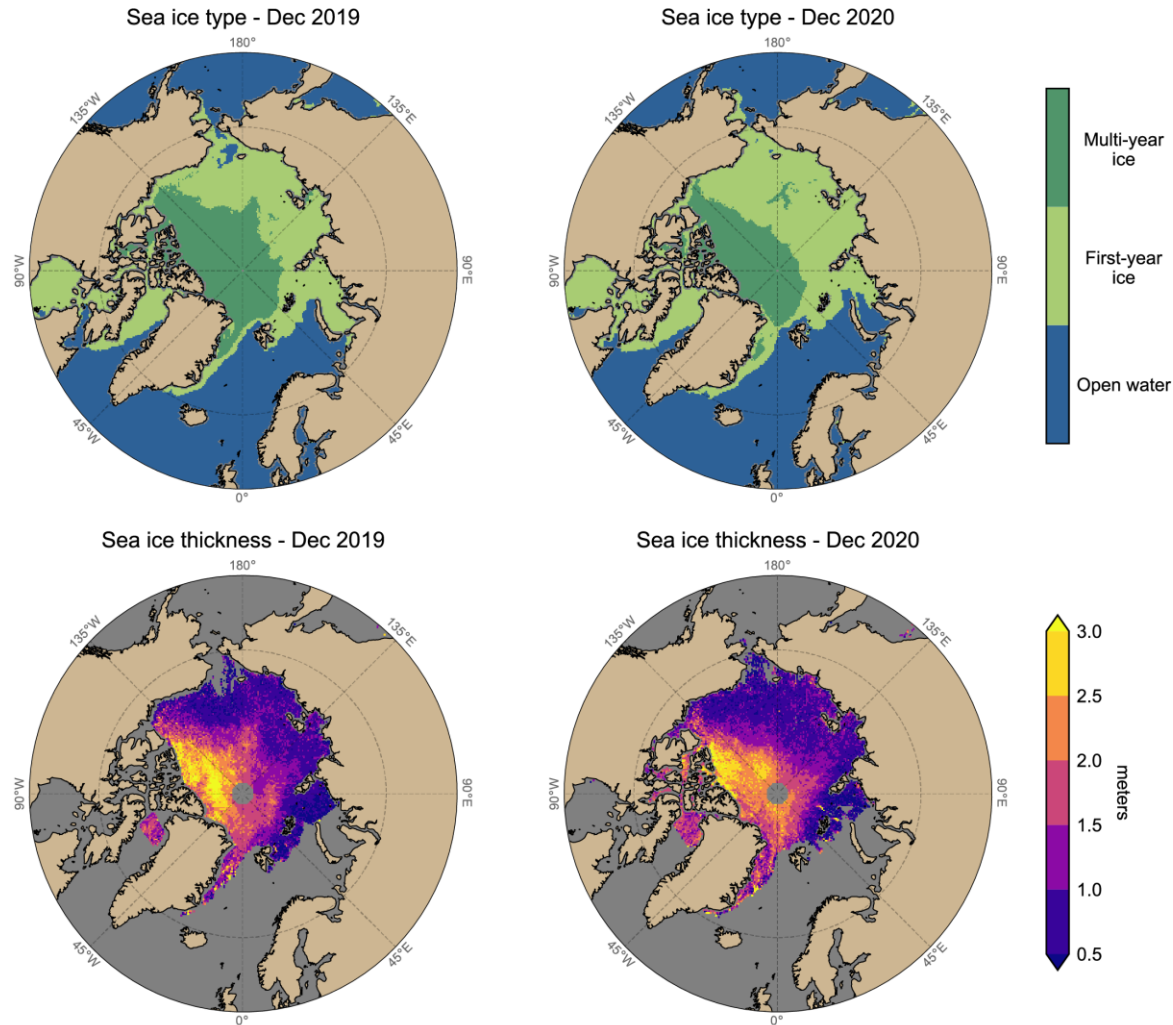 Sea ice type - Dec 2019
Sea ice type - Dec 2020
180°
180°
135°W
135°E
135°W
135°E
90°W
90°E
90°W
90°E
45°W
45°E
45°W
45°E
0°
0°
Multi-year
ice
First-year
ice
Open water
Sea ice thickness - Dec 2019
Sea ice thickness - Dec 2020
180°
180°
135°W
135°E
135°W
135°E
90°W
90°E
90°W
90°E
45°W
45°E
45°W
45°E
0°
0°
3.0
2.5
2.0
1.5
1.0
0.5
meters